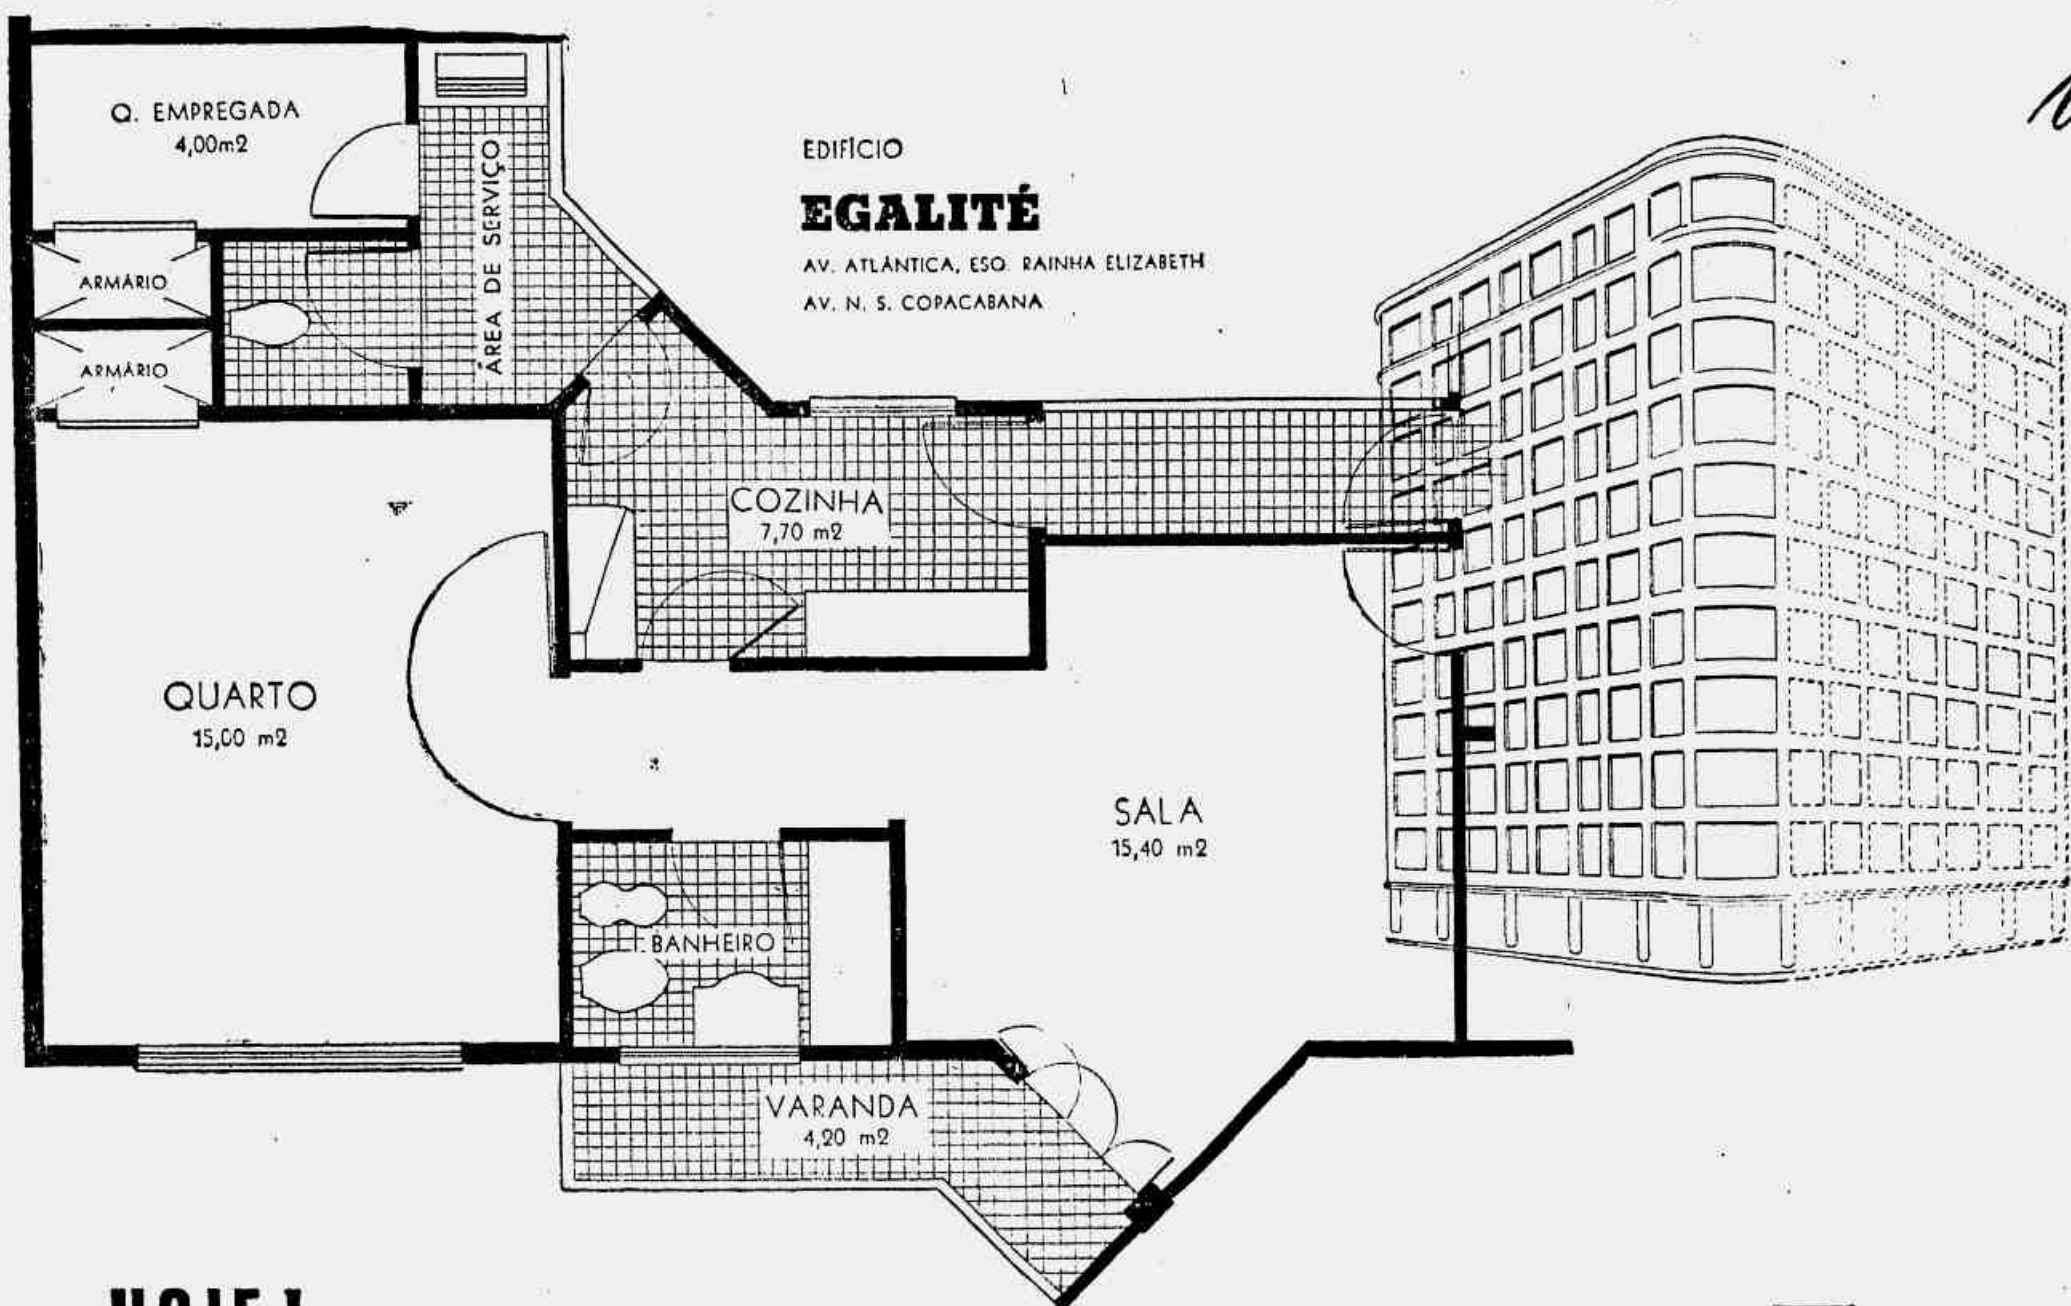 Q. EMPREGADA
4,00m2
ÁREA DE SERVIÇO
ARMÁRIO
ARMÁRIO
EDIFÍCIO
EGALITÉ
AV. ATLÂNTICA, ESQ. RAINHA ELIZABETH
AV. N. S. COPACABANA
COZINHA
7,70 m2
QUARTO
15,00 m2
SALA
15,40 m2
BANHEIRO
VARANDA
4,20 m2
HOJE!